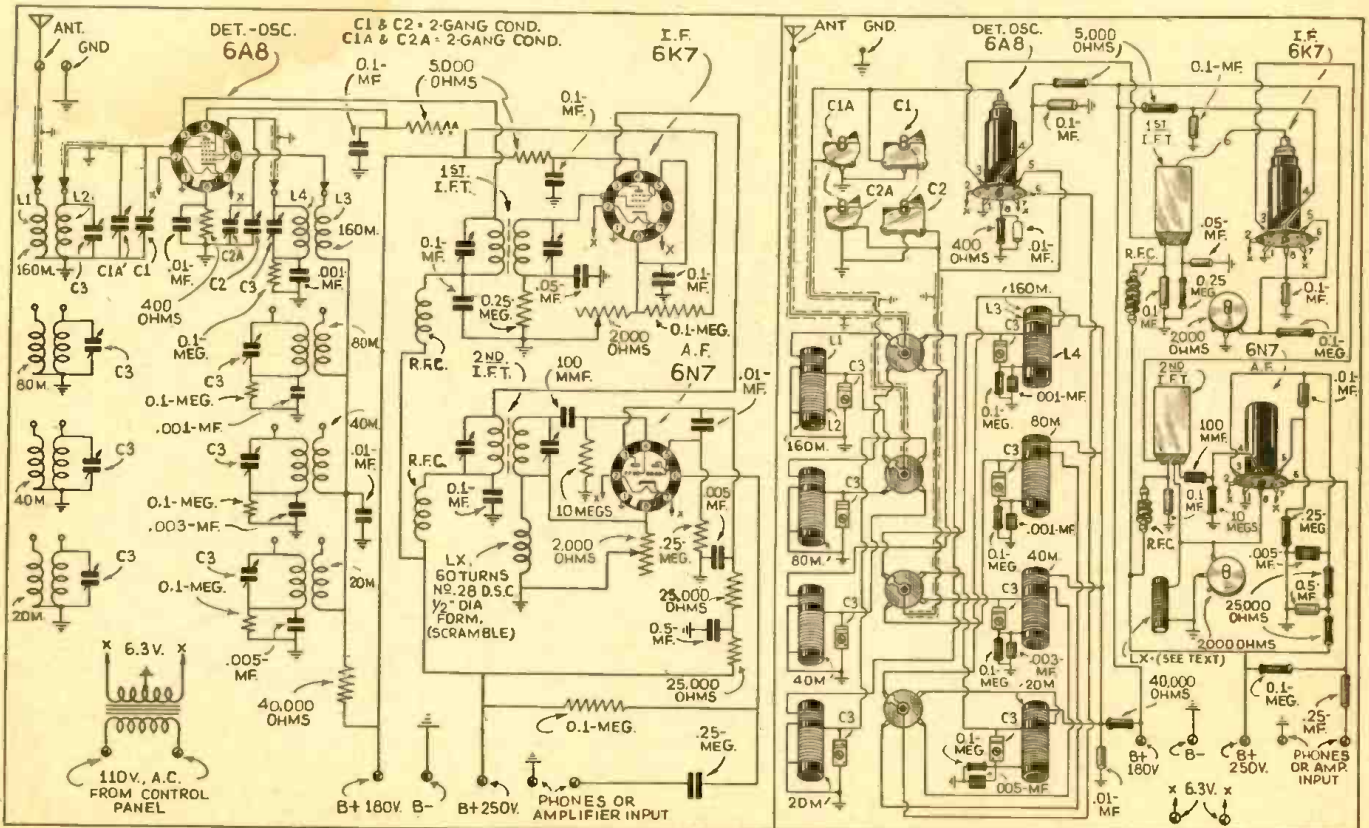 ANT.
GND
DET.-OSC.
6A8
C1 & C2 = 2-GANG COND.
C1A & C2A = 2-GANG COND.
I.F.
6K7
0.1-
MF.
5,000
OHMS
0.1-
MF.
1ST
I.F.T.
L1
L2
L4
L3
160M.
160M.
C3
C1A
C1
.01-
MF.
C2A
C2
C3
.001-
MF.
400
OHMS
0.1-
MEG.
0.1-
MF.
.05-
MF.
0.1-
MF.
0.25-
MEG.
2000
OHMS
0.1-MEG.
R.F.C.
80M.
C3
C3
0.1-MEG.
.001-MF.
80M.
2ND
I.F.T.
100
MMF.
A.F.
6N7
.01-
MF.
40M.
C3
C3
0.1-MEG.
.003-MF.
40M.
.01-
MF.
R.F.C.
0.1-
MF.
10 MEGS
.005
MF.
.25-
MEG.
2,000
OHMS
LX,
60 TURNS
NO. 28 D.S.C.
1/2" DIA
FORM,
(SCRAMBLE)
25,000
OHMS
0.5-
MF.
25,000
OHMS
20M.
C3
C3
0.1-MEG.
.005-
MF.
20M.
40,000
OHMS
0.1-MEG.
.25-
MEG.
X 6.3V. X
110V., A.C.
FROM CONTROL
PANEL
B+ 180V.
B-
B+250V.
PHONES OR
AMPLIFIER INPUT
ANT.
GND.
DET.-OSC.
6A8
5,000
OHMS
0.1-MF.
I.F.
6K7
C1A
C1
C2A
C2
0.1-
MF.
1ST
I.F.T.
400
OHMS
.01-
MF.
R.F.C.
.05-
MF.
0.1
MF.
0.25
MEG.
0.1-
MF.
2000
OHMS
0.1-
MEG.
160M.
L3
C3
L4
0.1-
MEG.
.001-MF.
L1
C3
L2
160M.
80M.
C3
0.1-
MEG.
.001-MF.
C3
80M.
2ND
I.F.T.
6N7
A.F.
.01-
MF.
100
MMF.
0.1
MF.
10
MEGS
R.F.C.
.25-
MEG.
.005-
MF.
0.5-
MF.
25,000
OHMS
2000 OHMS
LX-(SEE TEXT)
40M.
C3
0.1-
MEG.
.003-
MF.
C3
40M.
20M
C3
0.1-
MEG.
.005-MF
C3
20M
40,000
OHMS
.01-
MF.
0.1-
MEG.
.25-
MF.
B+
180V
B-
B+
250V.
PHONES
OR AMP.
INPUT
X 6.3V. X